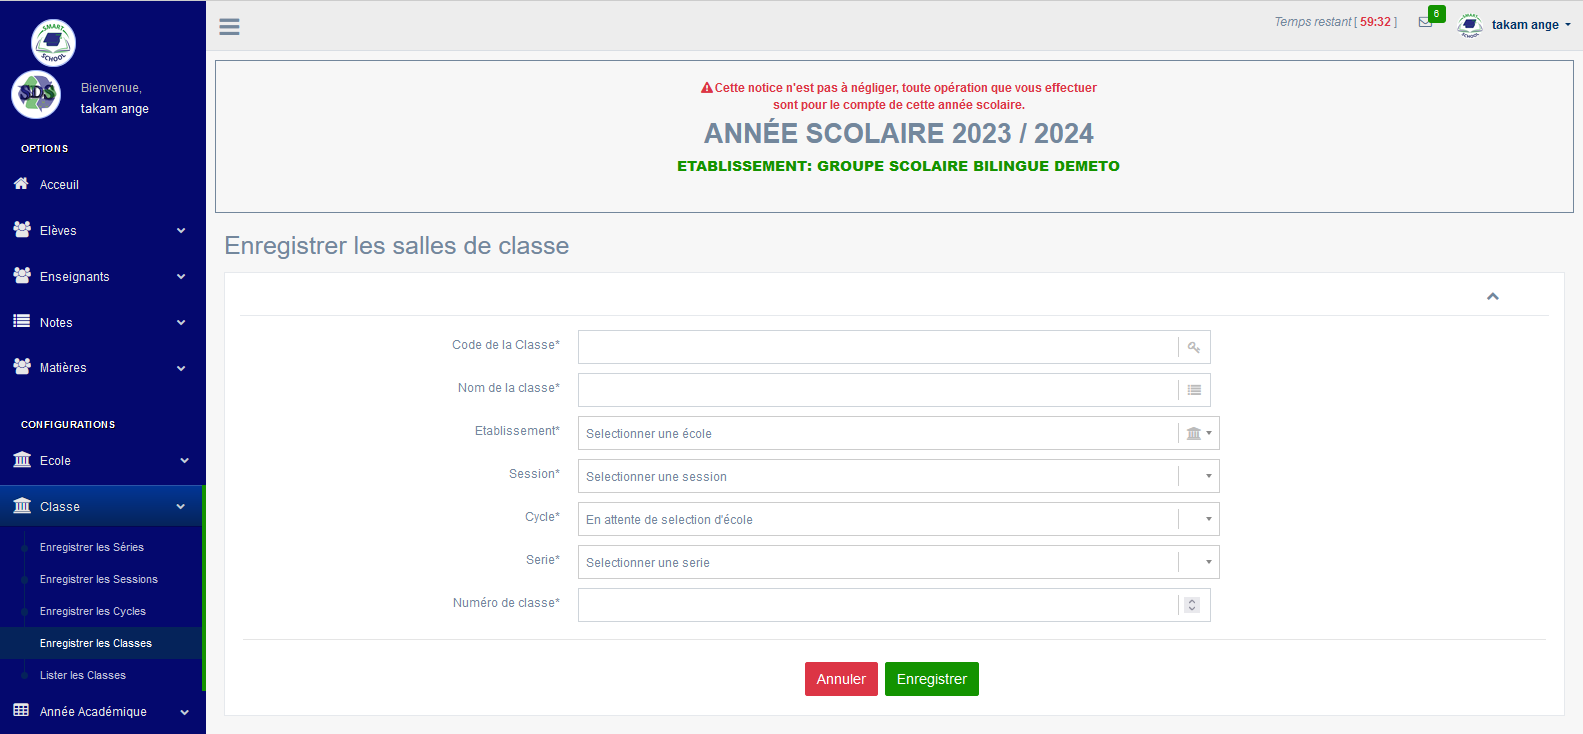 SMART
SCHOOL
SDS
Bienvenue,
takam ange
OPTIONS
Acceuil
Elèves
Enseignants
Notes
Matières
CONFIGURATIONS
Ecole
Classe
Enregistrer les Séries
Enregistrer les Sessions
Enregistrer les Cycles
Enregistrer les Classes
Lister les Classes
Année Académique
Temps restant [ 59:32 ]
6
takam ange
Cette notice n'est pas à négliger, toute opération que vous effectuer
sont pour le compte de cette année scolaire.
ANNÉE SCOLAIRE 2023 / 2024
ETABLISSEMENT: GROUPE SCOLAIRE BILINGUE DEMETO
Enregistrer les salles de classe
Code de la Classe*
Nom de la classe*
Etablissement* Selectionner une école
Session* Selectionner une session
Cycle* En attente de selection d'école
Serie* Selectionner une serie
Numéro de classe*
Annuler Enregistrer